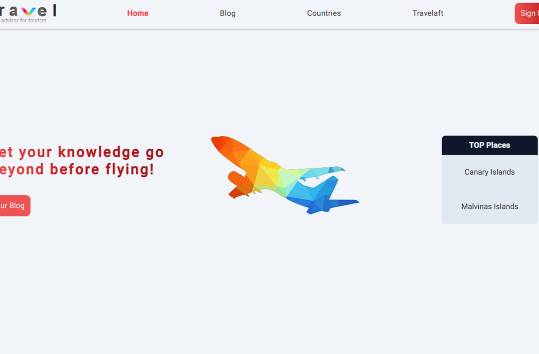 ravel
advisor for tourism
Home
Blog
Countries
Travelaft
Sign
et your knowledge go
eyond before flying!
ur Blog
TOP Places
Canary Islands
Malvinas Islands